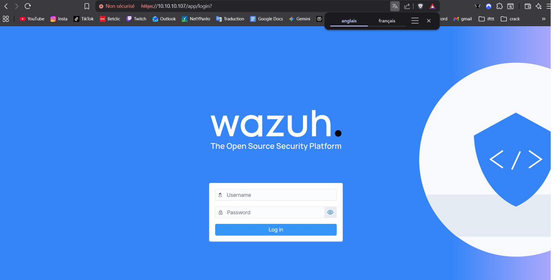 Non sécurisé https://10.10.10.107/app/login?
YouTube Insta TikTok Betclic Twitch Outlook NetYParéo Traduction Google Docs Gemini
anglais français
gmail crack
wazuh.
The Open Source Security Platform
Username
Password
Log in